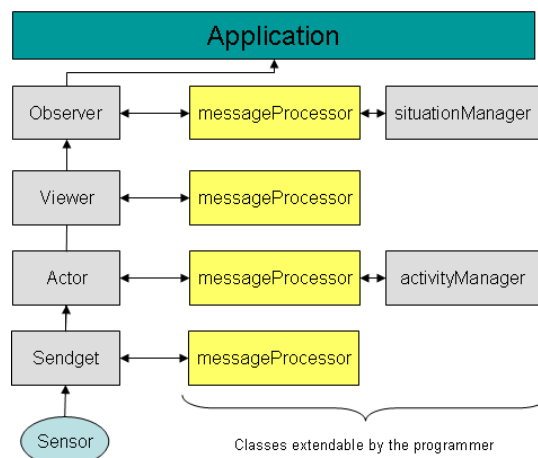 Application
Observer
messageProcessor
situationManager
Viewer
messageProcessor
Actor
messageProcessor
activityManager
Sendget
messageProcessor
Sensor
Classes extendable by the programmer